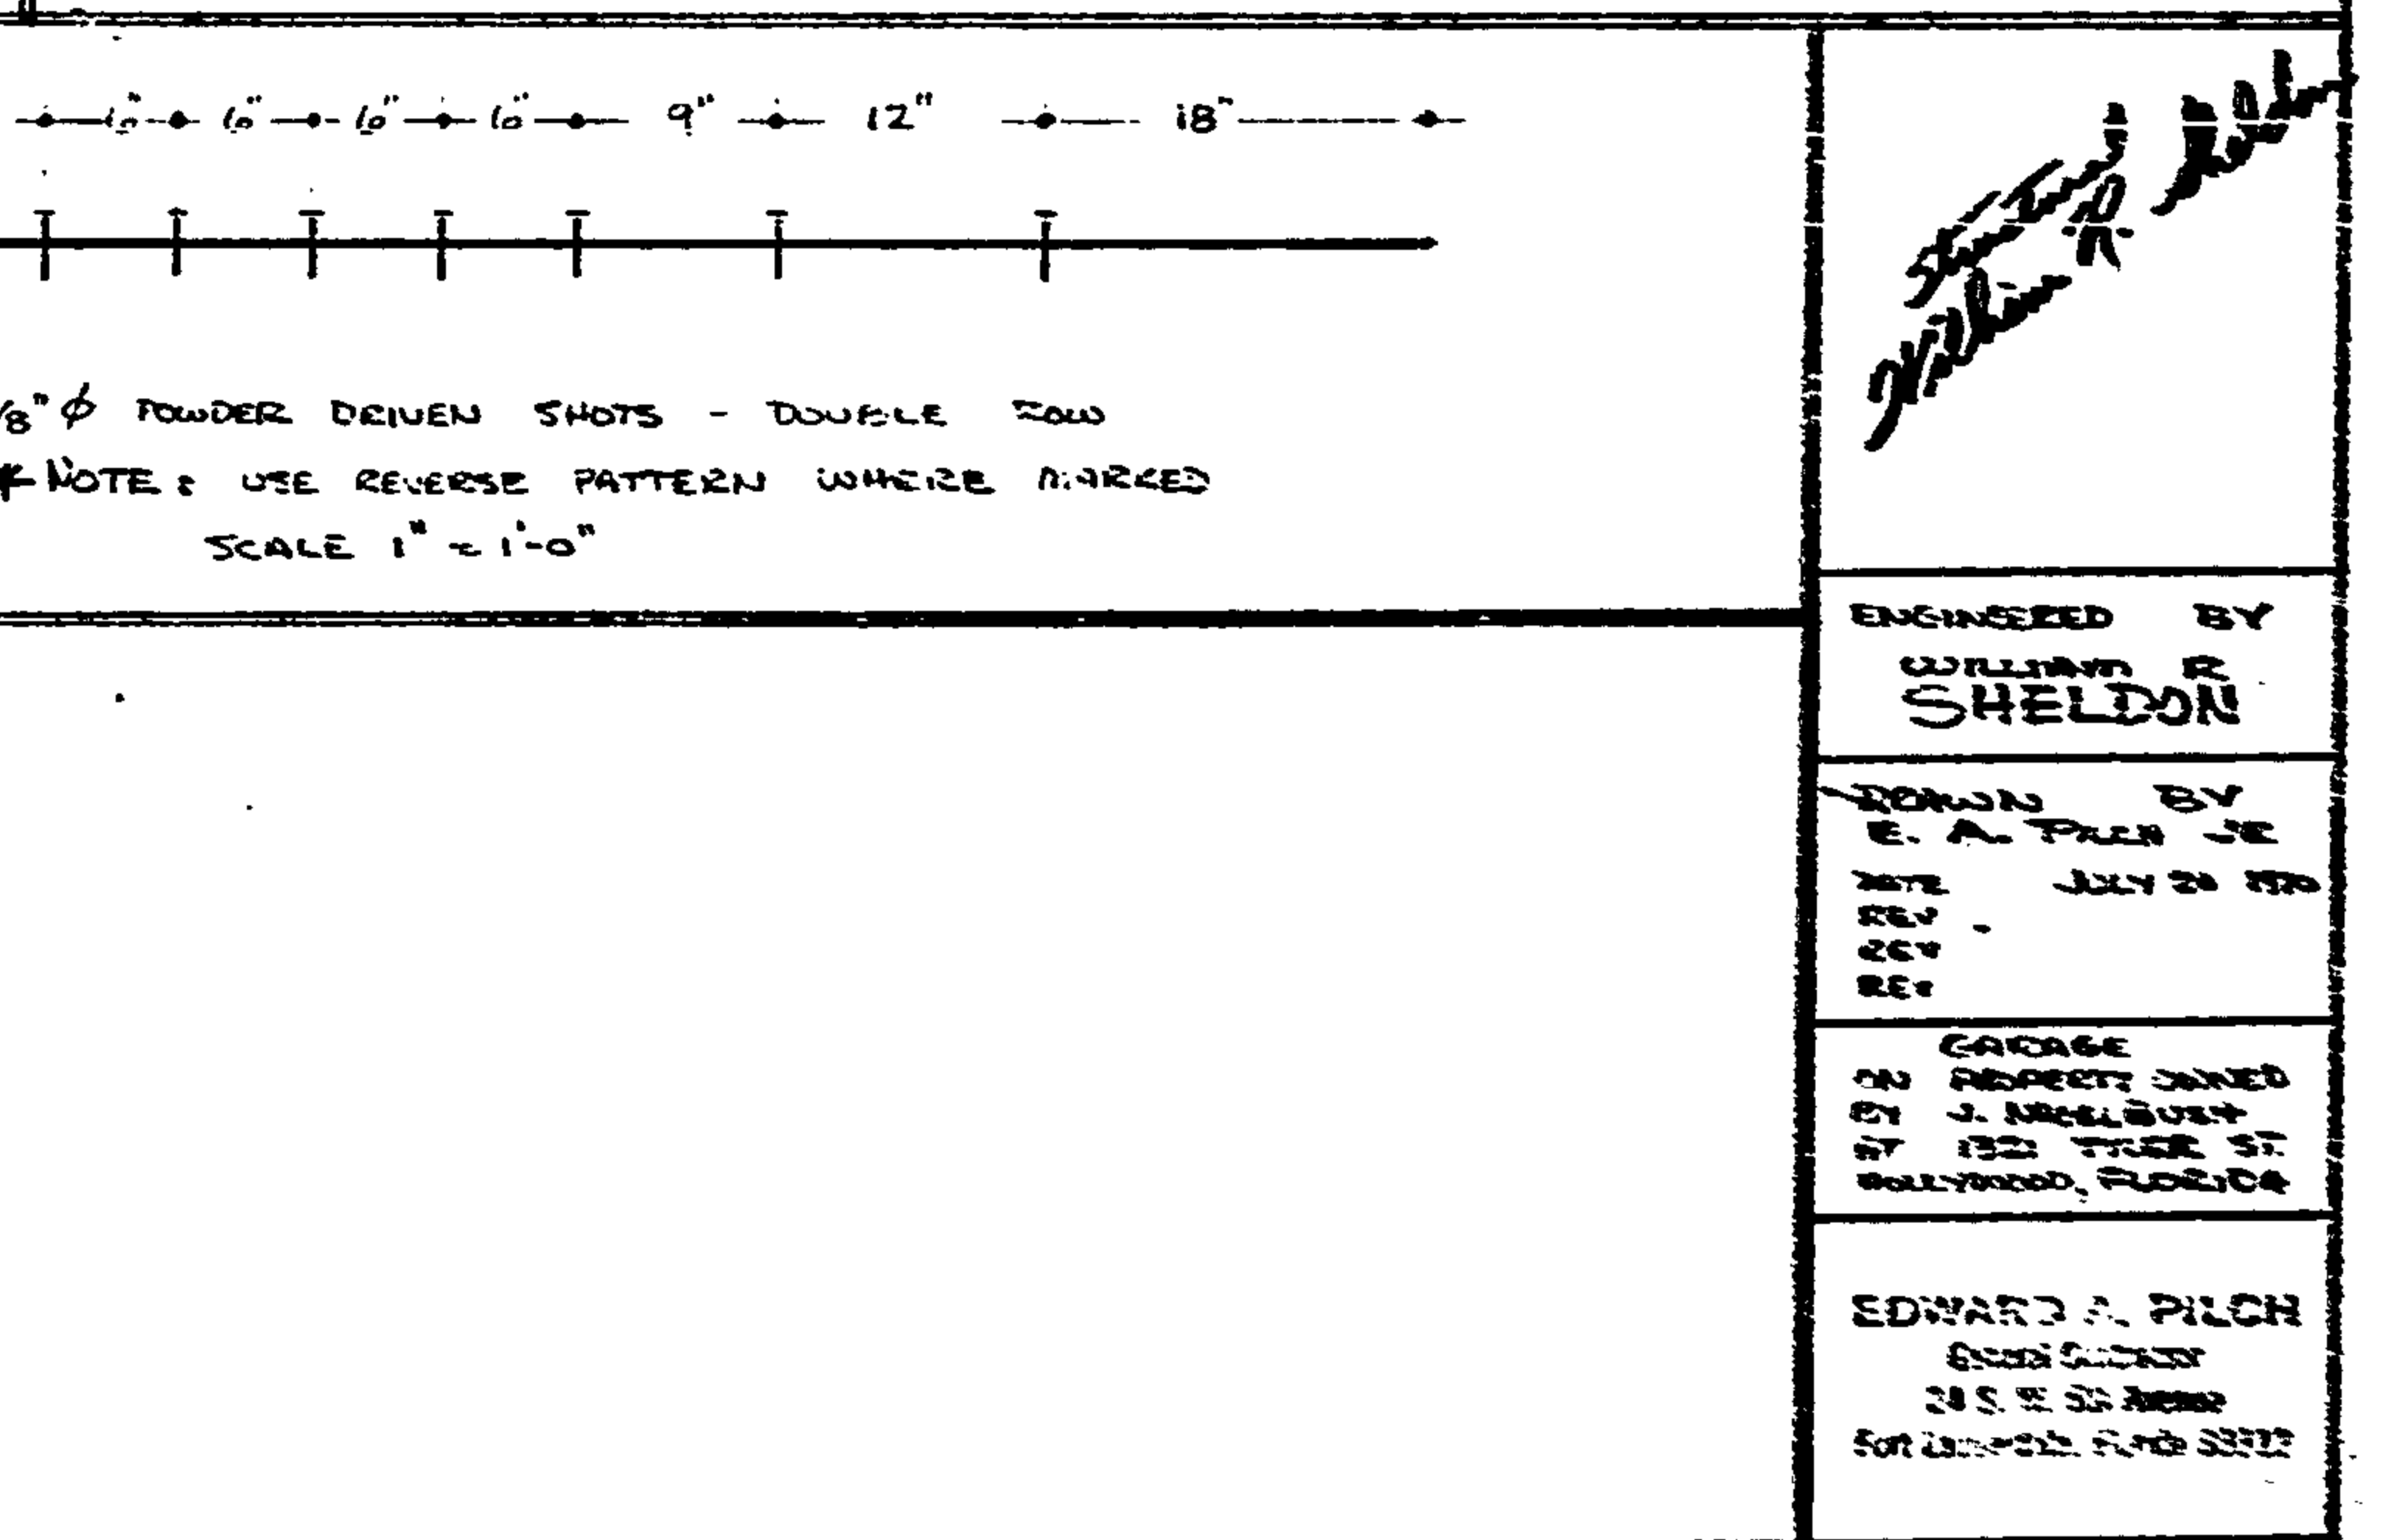 6" 6" 6" 6" 9" 12" 18"
/8" ϕ POWDER DRIVEN SHOTS - DOUBLE ROW
* NOTE: USE REVERSE PATTERN WHERE MARKED
SCALE 1" = 1'-0"
ENGINEERED BY
WILLIAM R
SHELDON
DRAWN BY
E. A. PILCH JR
DATE JULY 20 1970
REV
REV
REV
GARAGE
ON PROPERTY OWNED
BY J.
AT ST.
HOLLYWOOD, FLORIDA
EDWARD A. PILCH